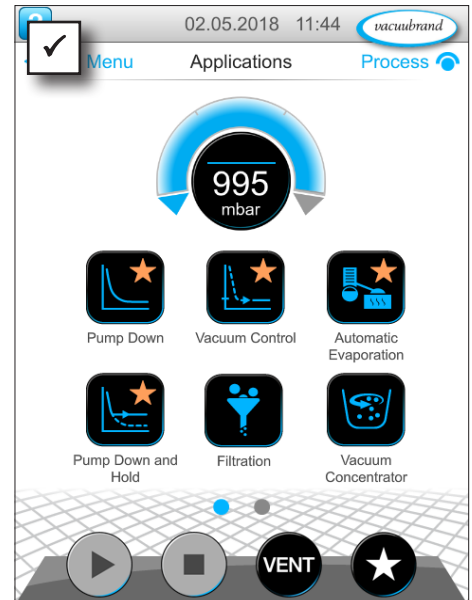 02.05.2018 11:44 vacuubrand
Menu Applications Process
995
mbar
Pump Down Vacuum Control Automatic Evaporation
Pump Down and Hold Filtration Vacuum Concentrator
VENT